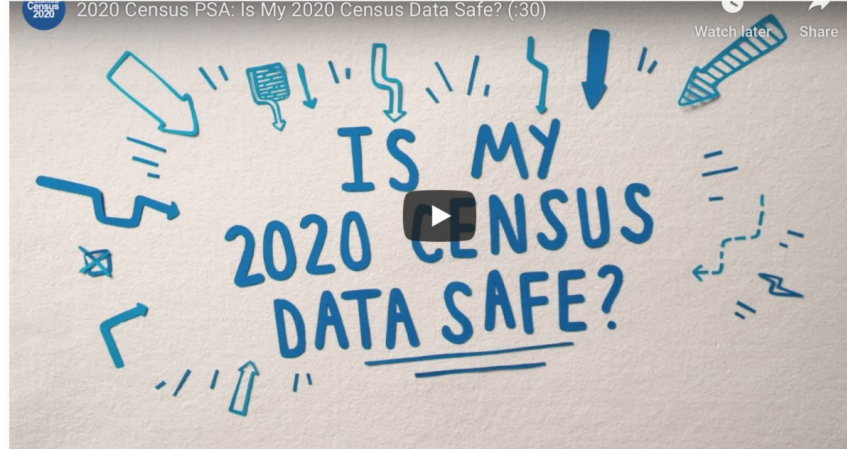 Census
2020
2020 Census PSA: Is My 2020 Census Data Safe? (:30)
Watch later
Share
IS MY
2020 CENSUS
DATA SAFE?